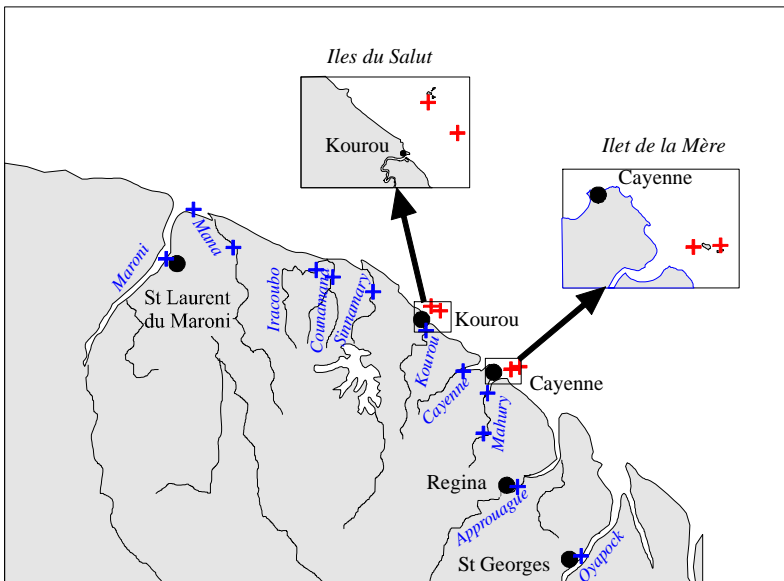 Iles du Salut
Kourou
Ilet de la Mère
Cayenne
Maroni
Mana
St Laurent
du Maroni
Iracoubo
Counamana
Sinnamary
Kourou
Kourou
Cayenne
Cayenne
Mahury
Regina
Approuague
St Georges
Oyapock